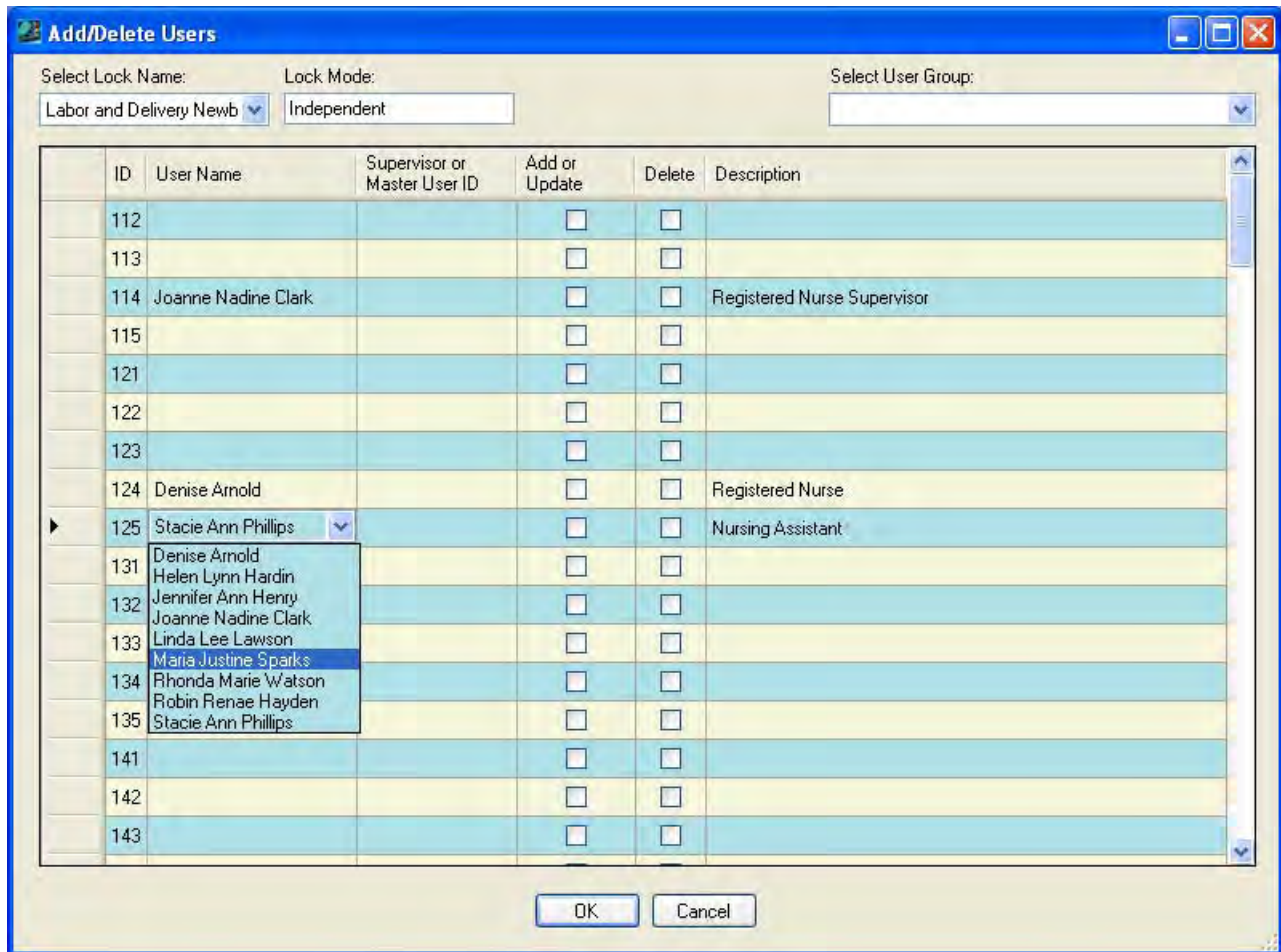 Add/Delete Users
Select Lock Name: Lock Mode: Select User Group:
Labor and Delivery Newb Independent
ID User Name Supervisor or Master User ID Add or Update Delete Description
112
113
114 Joanne Nadine Clark Registered Nurse Supervisor
115
121
122
123
124 Denise Arnold Registered Nurse
125 Stacie Ann Phillips Nursing Assistant
Denise Arnold
131
Helen Lynn Hardin
132 Jennifer Ann Henry
Joanne Nadine Clark
133 Linda Lee Lawson
Maria Justine Sparks
134 Rhonda Marie Watson
Robin Renae Hayden
135 Stacie Ann Phillips
141
142
143
OK Cancel